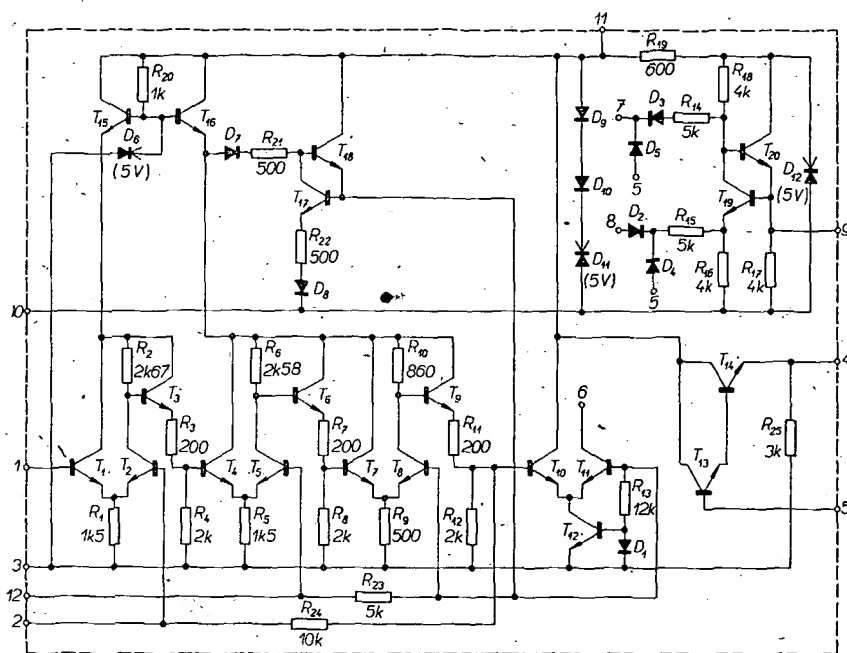 11
R19
600
R20
1k
R18
4k
T15
T16
7
D3
R14
5k
D9
D6
(5V)
D7
R21
500
T18
D5
T20
D12
(5V)
5
T17
D10
T19
R22
500
8
D2
R15
5k
9
D8
D11
(5V)
D4
R16
4k
R17
4k
5
10
R2
2k67
R6
2k58
R10
860
T14
4
T3
T6
T9
6
R3
200
R7
200
R11
200
R25
3k
1
T1
T2
T4
T5
T7
T8
T10
T11
T13
R13
12k
5
R1
1k5
R4
2k
R5
1k5
R8
2k
R9
500
R12
2k
T12
D1
3
12
R23
5k
2
R24
10k